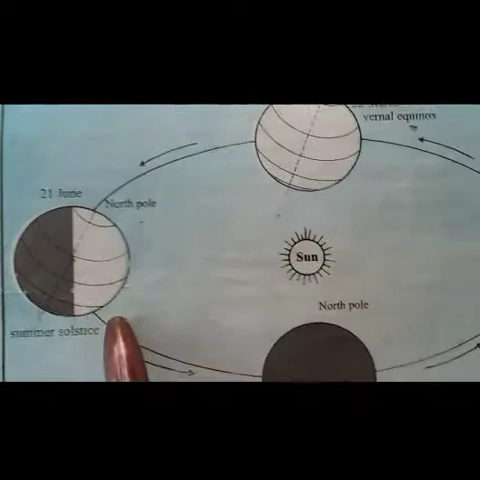 vernal equinox
21 June
North pole
Sun
North pole
summer solstice